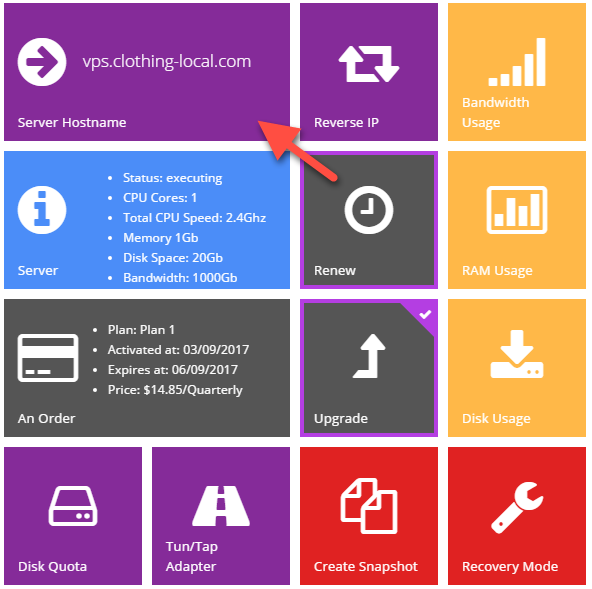 vps.clothing-local.com
Server Hostname
Reverse IP
Bandwidth
Usage
Status: executing
CPU Cores: 1
Total CPU Speed: 2.4Ghz
Memory 1Gb
Disk Space: 20Gb
Bandwidth: 1000Gb
Server
Renew
RAM Usage
Plan: Plan 1
Activated at: 03/09/2017
Expires at: 06/09/2017
Price: $14.85/Quarterly
An Order
Upgrade
Disk Usage
Disk Quota
Tun/Tap
Adapter
Create Snapshot
Recovery Mode